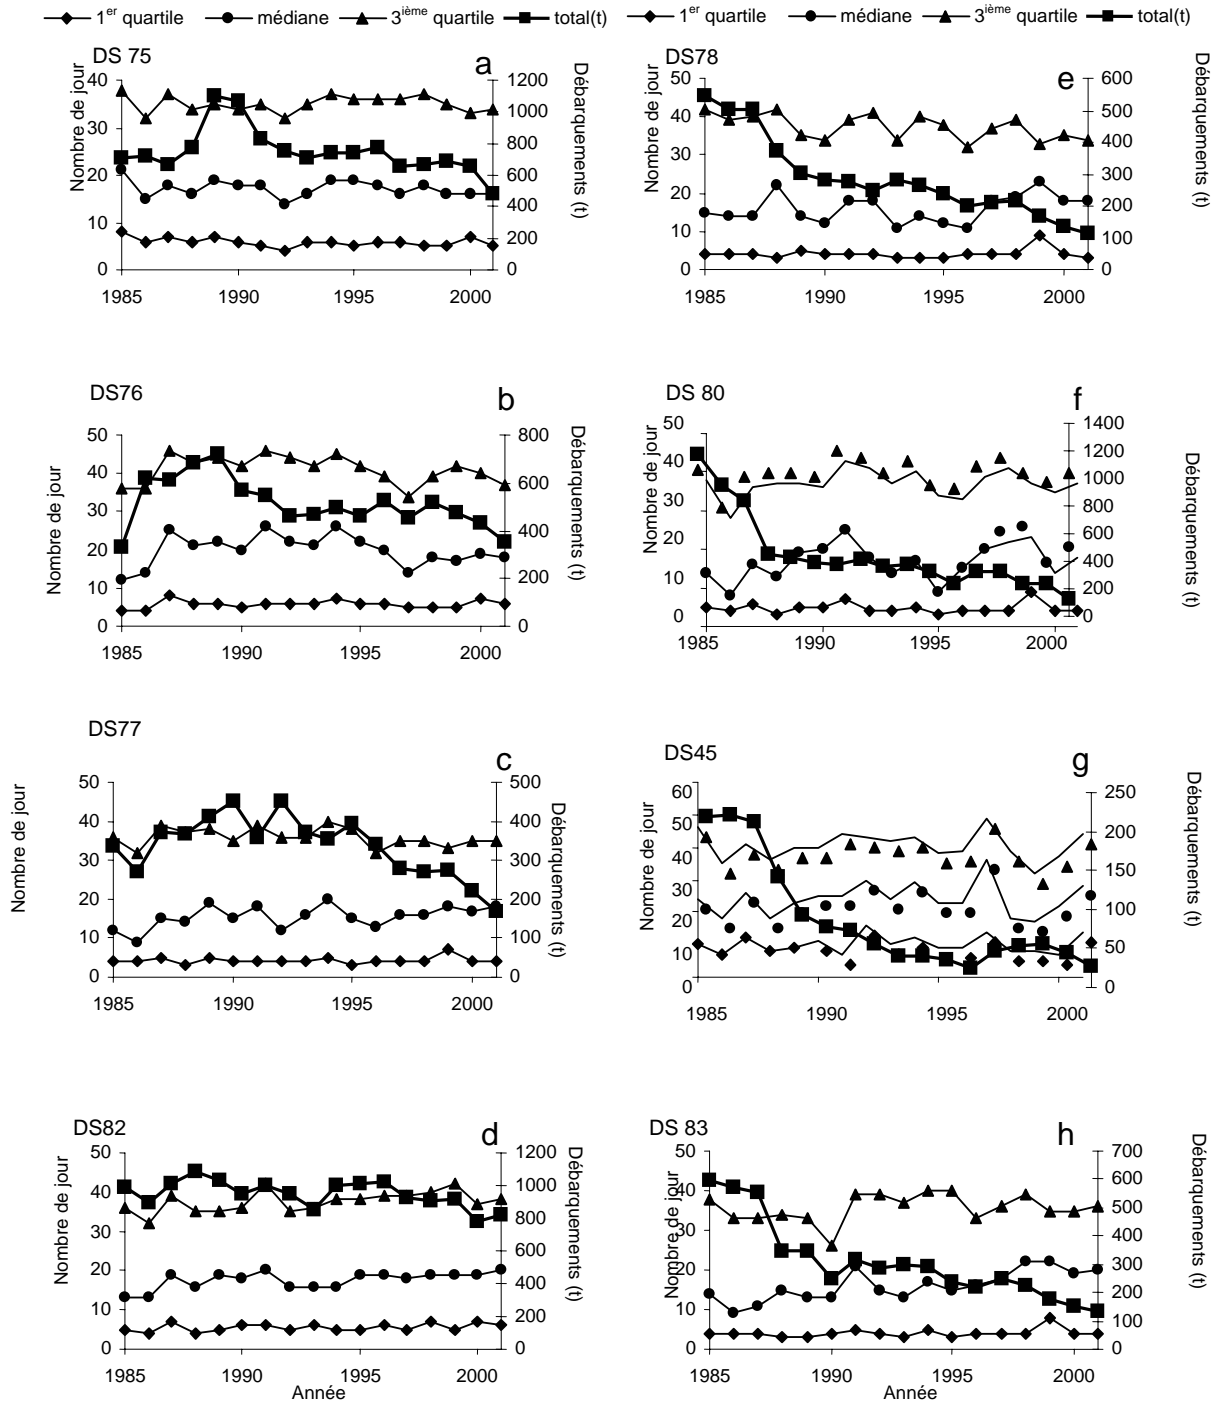 1er quartile médiane 3ième quartile total(t)
1er quartile médiane 3ième quartile total(t)
DS 75
a
Nombre de jour
40
30
20
10
0
1200
1000
800
600
400
200
0
Débarquements (t)
1985 1990 1995 2000
DS78
e
Nombre de jour
50
40
30
20
10
0
600
500
400
300
200
100
0
Débarquements (t)
1985 1990 1995 2000
DS76
b
Nombre de jour
50
40
30
20
10
0
800
600
400
200
0
Débarquements (t)
1985 1990 1995 2000
DS 80
f
Nombre de jour
50
40
30
20
10
0
1400
1200
1000
800
600
400
200
0
Débarquements (t)
1985 1990 1995 2000
DS77
c
Nombre de jour
50
40
30
20
10
0
500
400
300
200
100
0
Débarquements (t)
1985 1990 1995 2000
DS45
g
Nombre de jour
60
50
40
30
20
10
0
250
200
150
100
50
0
Débarquements (t)
1985 1990 1995 2000
DS82
d
Nombre de jour
50
40
30
20
10
0
1200
1000
800
600
400
200
0
Débarquements (t)
1985 1990 1995 2000
Année
DS 83
h
Nombre de jour
50
40
30
20
10
0
700
600
500
400
300
200
100
0
Débarquements (t)
1985 1990 1995 2000
Année